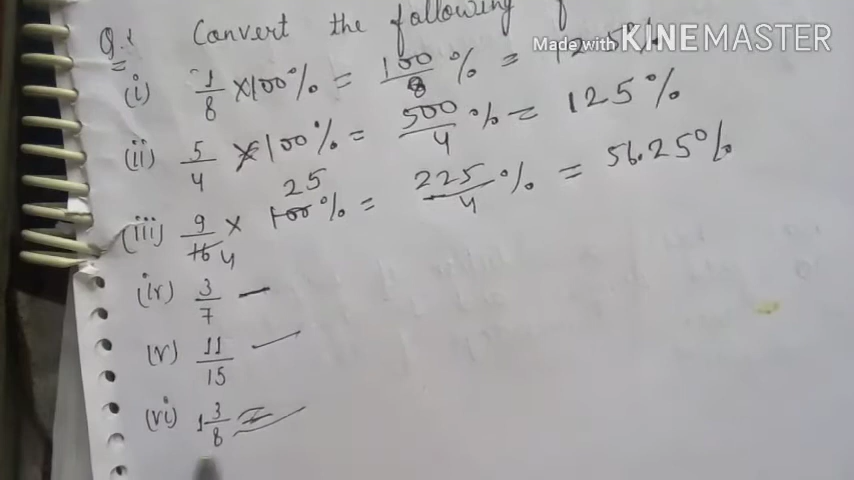 Made with KINEMASTER
Q.1 Convert the following
(i) 1/8 ×100% = 100/8 % = 12.5%
(ii) 5/4 ×100% = 500/4 % = 125%
(iii) 9/16 4 × 100% 25 = 225/4 % = 56.25%
(iv) 3/7 —
(v) 11/15 —
(vi) 1 3/8 =